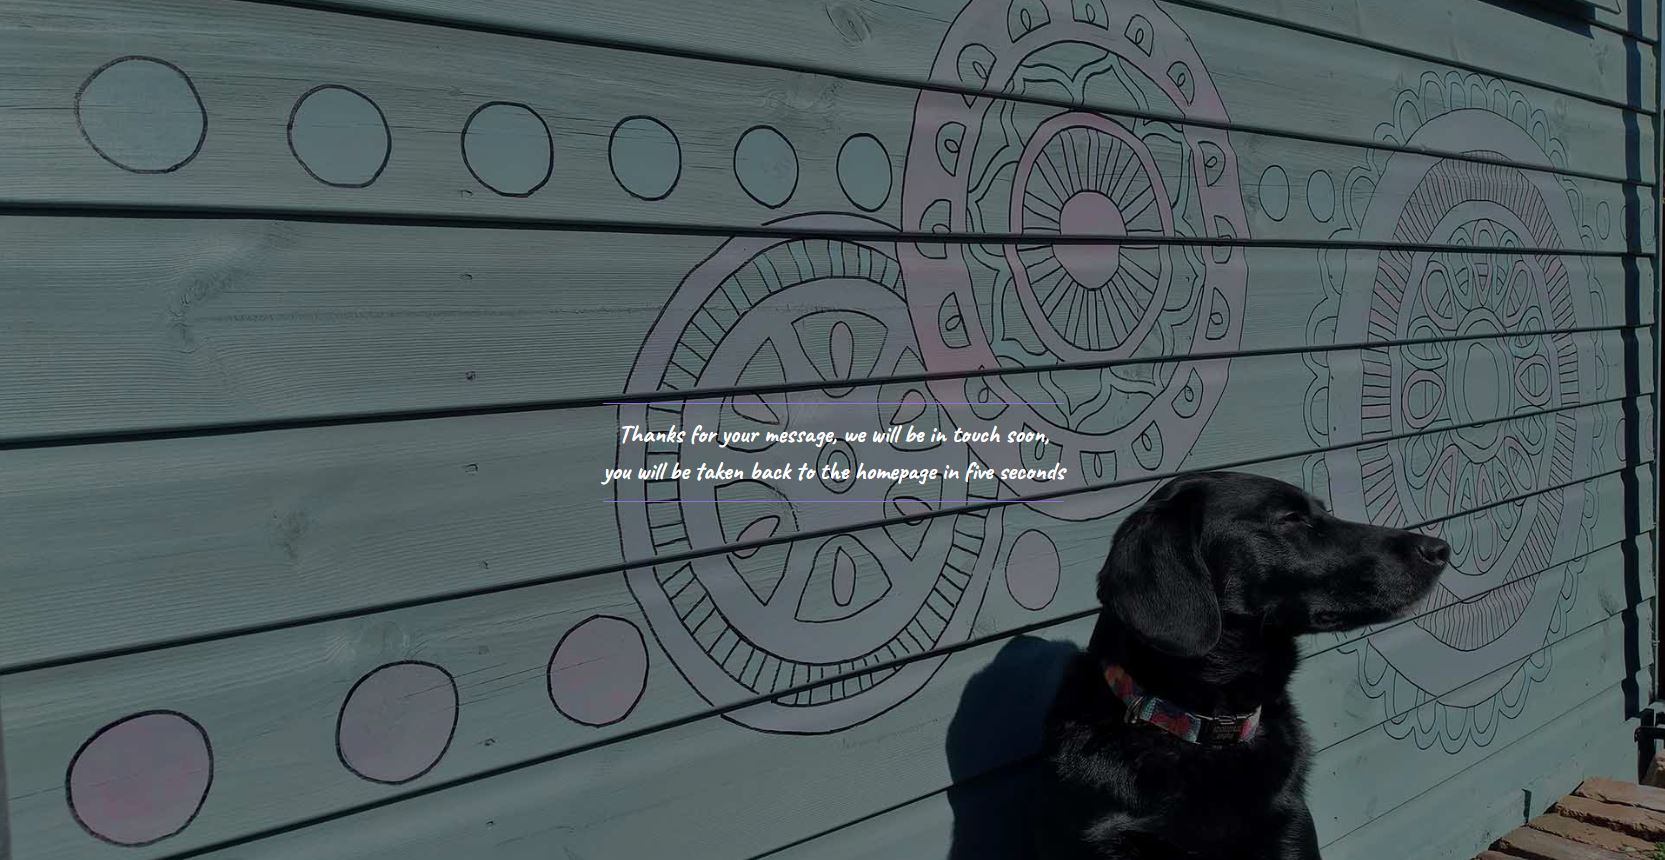 Thanks for your message, we will be in touch soon,
you will be taken back to the homepage in five seconds